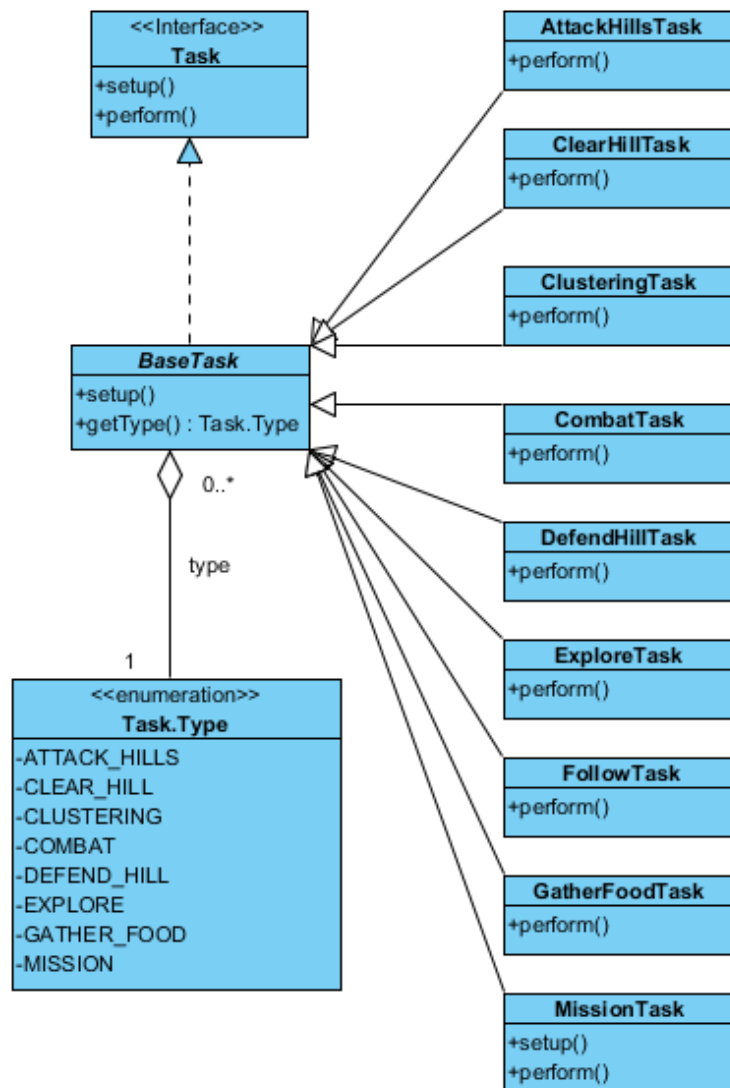 <<Interface>>
Task
+setup()
+perform()
BaseTask
+setup()
+getType() : Task.Type
0..*
type
1
<<enumeration>>
Task.Type
-ATTACK_HILLS
-CLEAR_HILL
-CLUSTERING
-COMBAT
-DEFEND_HILL
-EXPLORE
-GATHER_FOOD
-MISSION
AttackHillsTask
+perform()
ClearHillTask
+perform()
ClusteringTask
+perform()
CombatTask
+perform()
DefendHillTask
+perform()
ExploreTask
+perform()
FollowTask
+perform()
GatherFoodTask
+perform()
MissionTask
+setup()
+perform()